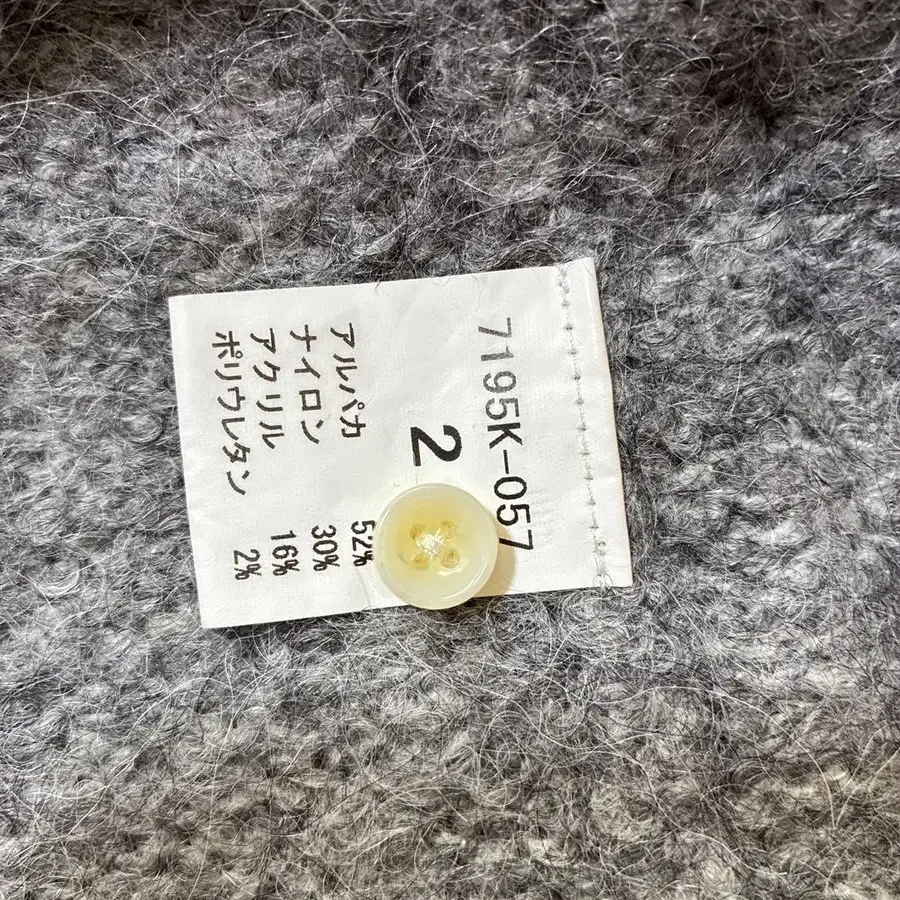 7195K-057
2
アルパカ 52%
ナイロン 30%
アクリル 16%
ポリウレタン 2%